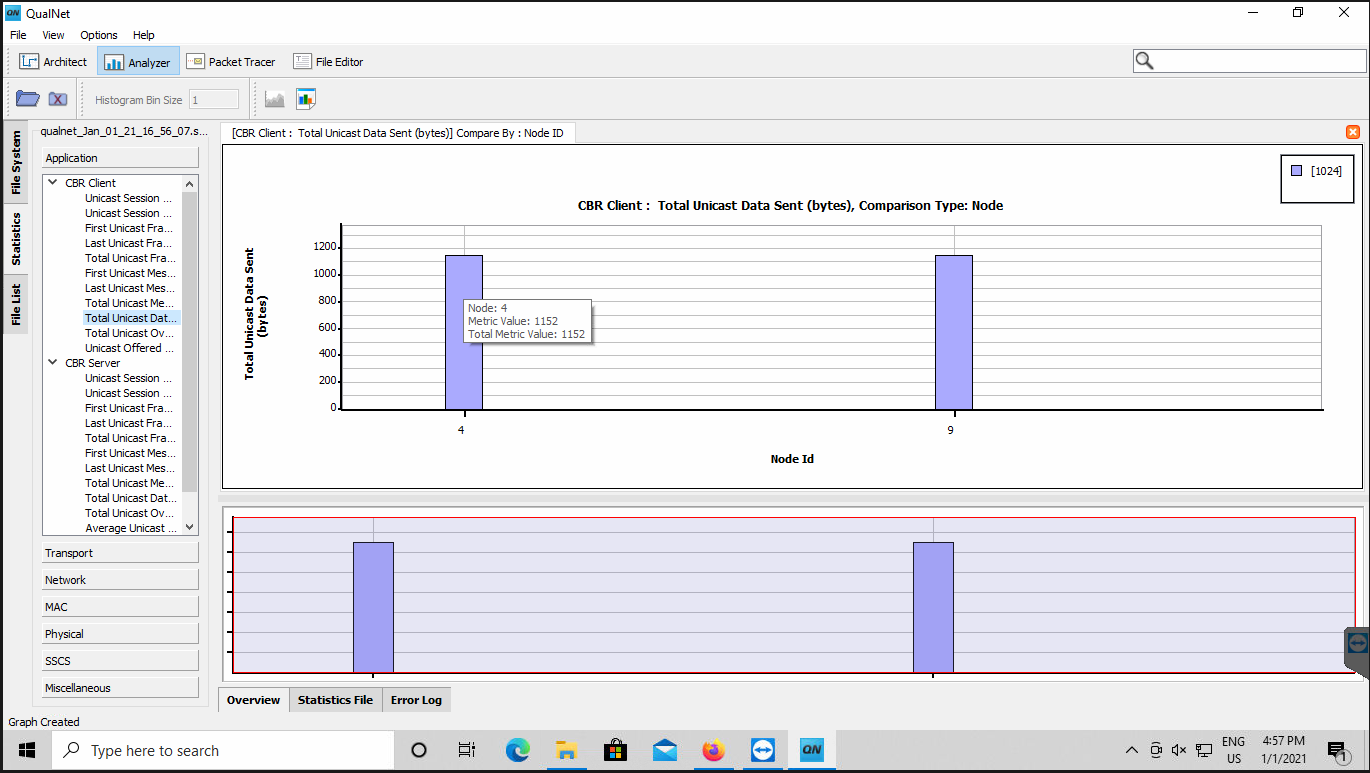 QN QualNet
File View Options Help
Architect Analyzer Packet Tracer File Editor
Histogram Bin Size 1
File System
Statistics
File List
qualnet_Jan_01_21_16_56_07.s...
Application
CBR Client
Unicast Session ...
Unicast Session ...
First Unicast Fra...
Last Unicast Fra...
Total Unicast Fra...
First Unicast Mes...
Last Unicast Mes...
Total Unicast Me...
Total Unicast Dat...
Total Unicast Ov...
Unicast Offered ...
CBR Server
Unicast Session ...
Unicast Session ...
First Unicast Fra...
Last Unicast Fra...
Total Unicast Fra...
First Unicast Mes...
Last Unicast Mes...
Total Unicast Me...
Total Unicast Dat...
Total Unicast Ov...
Average Unicast ...
Transport
Network
MAC
Physical
SSCS
Miscellaneous
[CBR Client : Total Unicast Data Sent (bytes)] Compare By : Node ID
[1024]
CBR Client : Total Unicast Data Sent (bytes), Comparison Type: Node
Total Unicast Data Sent
(bytes)
1200
1000
800
600
400
200
0
Node: 4
Metric Value: 1152
Total Metric Value: 1152
4 9
Node Id
Overview Statistics File Error Log
Graph Created
Type here to search
QN
ENG
US
4:57 PM
1/1/2021
1